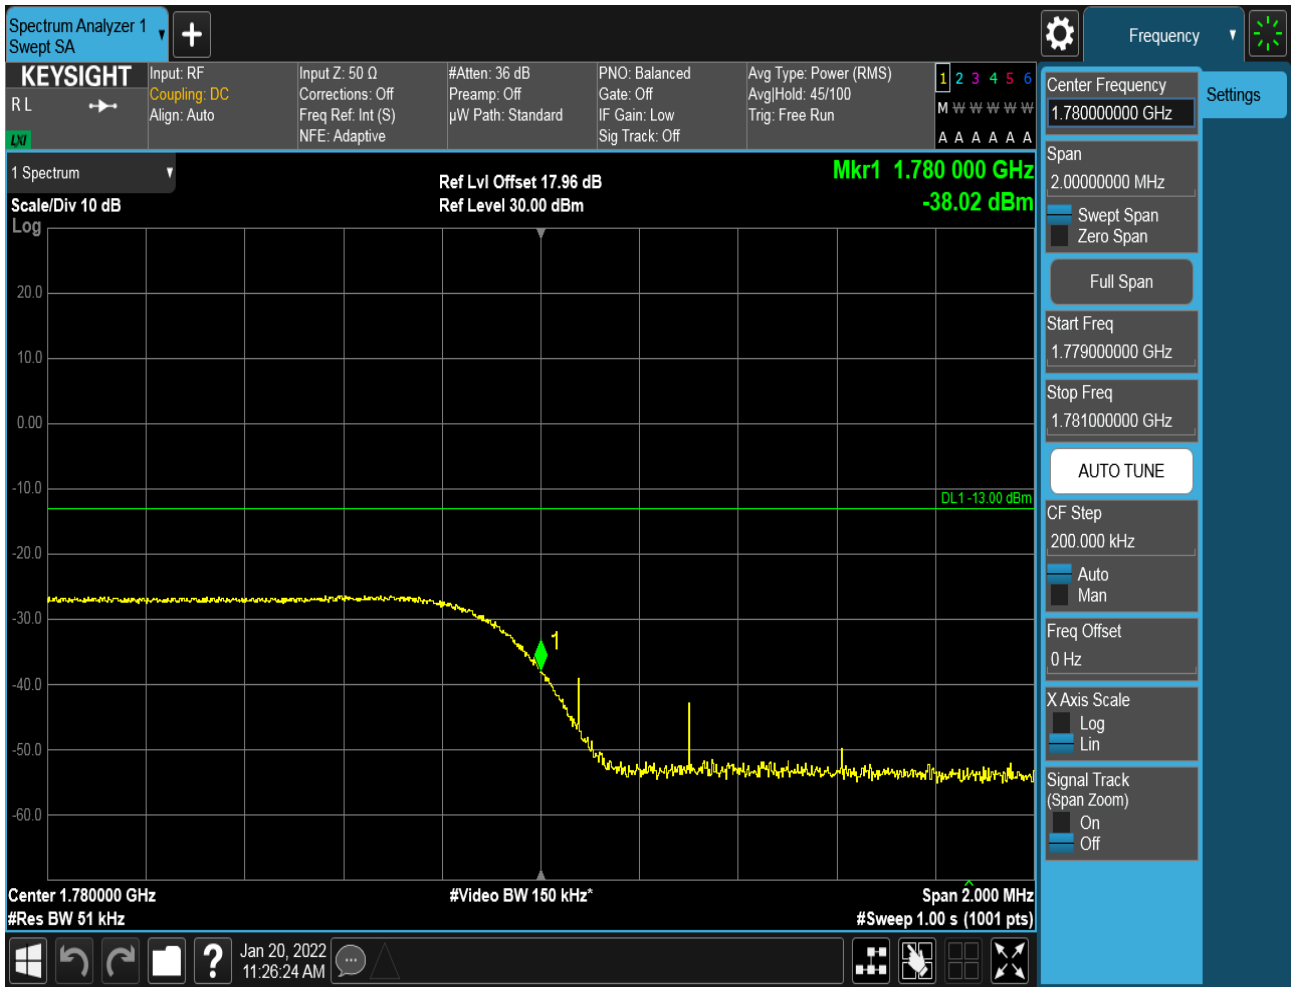 Spectrum Analyzer 1
Swept SA
Frequency
KEYSIGHT
R L
LXI
Input: RF
Coupling: DC
Align: Auto
Input Z: 50 Ω
Corrections: Off
Freq Ref: Int (S)
NFE: Adaptive
#Atten: 36 dB
Preamp: Off
µW Path: Standard
PNO: Balanced
Gate: Off
IF Gain: Low
Sig Track: Off
Avg Type: Power (RMS)
Avg|Hold: 45/100
Trig: Free Run
1 2 3 4 5 6
M W W W W W
A A A A A A
1 Spectrum
Scale/Div 10 dB
Log
Ref Lvl Offset 17.96 dB
Ref Level 30.00 dBm
Mkr1 1.780 000 GHz
-38.02 dBm
20.0
10.0
0.00
-10.0
-20.0
-30.0
-40.0
-50.0
-60.0
DL1 -13.00 dBm
1
Center 1.780000 GHz
#Res BW 51 kHz
#Video BW 150 kHz*
Span 2.000 MHz
#Sweep 1.00 s (1001 pts)
Jan 20, 2022
11:26:24 AM
Center Frequency
1.780000000 GHz
Settings
Span
2.00000000 MHz
Swept Span
Zero Span
Full Span
Start Freq
1.779000000 GHz
Stop Freq
1.781000000 GHz
AUTO TUNE
CF Step
200.000 kHz
Auto
Man
Freq Offset
0 Hz
X Axis Scale
Log
Lin
Signal Track
(Span Zoom)
On
Off